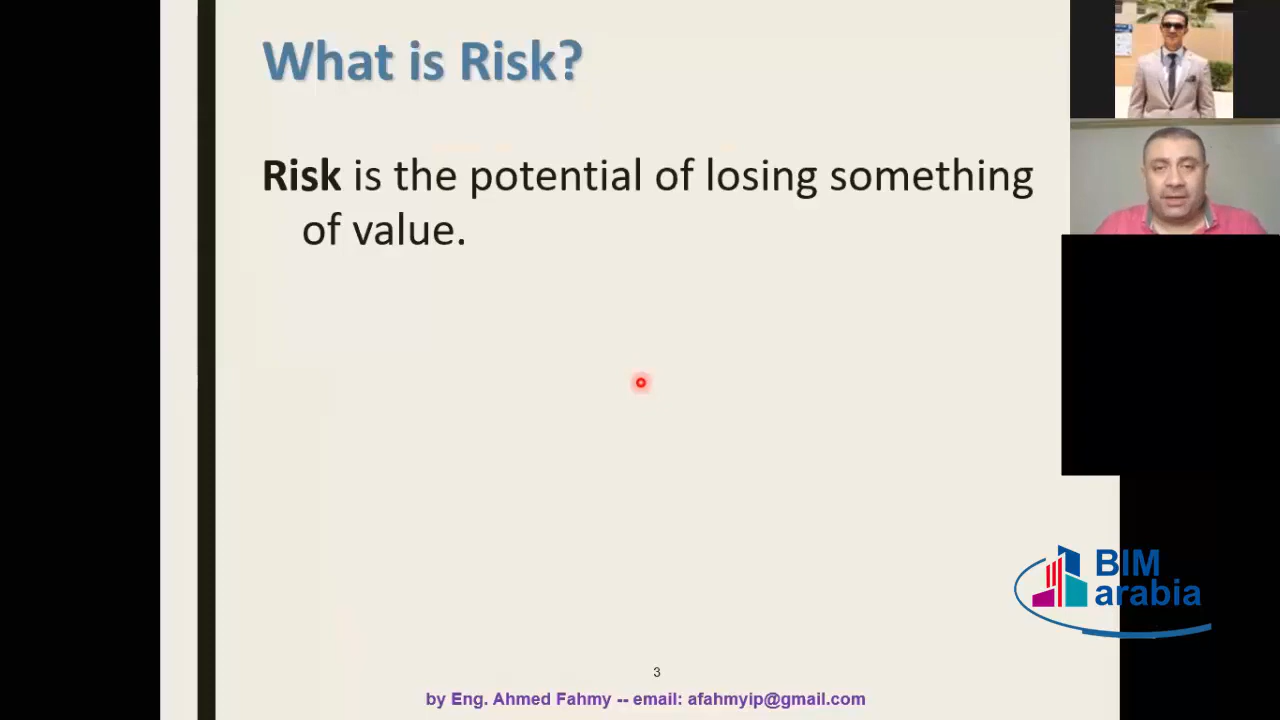 What is Risk?
Risk is the potential of losing something
of value.
BIM
arabia
3
by Eng. Ahmed Fahmy -- email: afahmyip@gmail.com